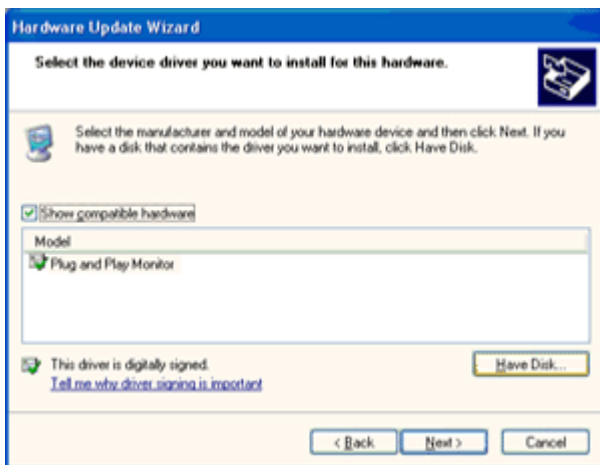 Hardware Update Wizard
Select the device driver you want to install for this hardware.
Select the manufacturer and model of your hardware device and then click Next. If you
have a disk that contains the driver you want to install, click Have Disk.
Show compatible hardware
Model
Plug and Play Monitor
This driver is digitally signed.
Have Disk...
Tell me why driver signing is important
< Back
Next >
Cancel